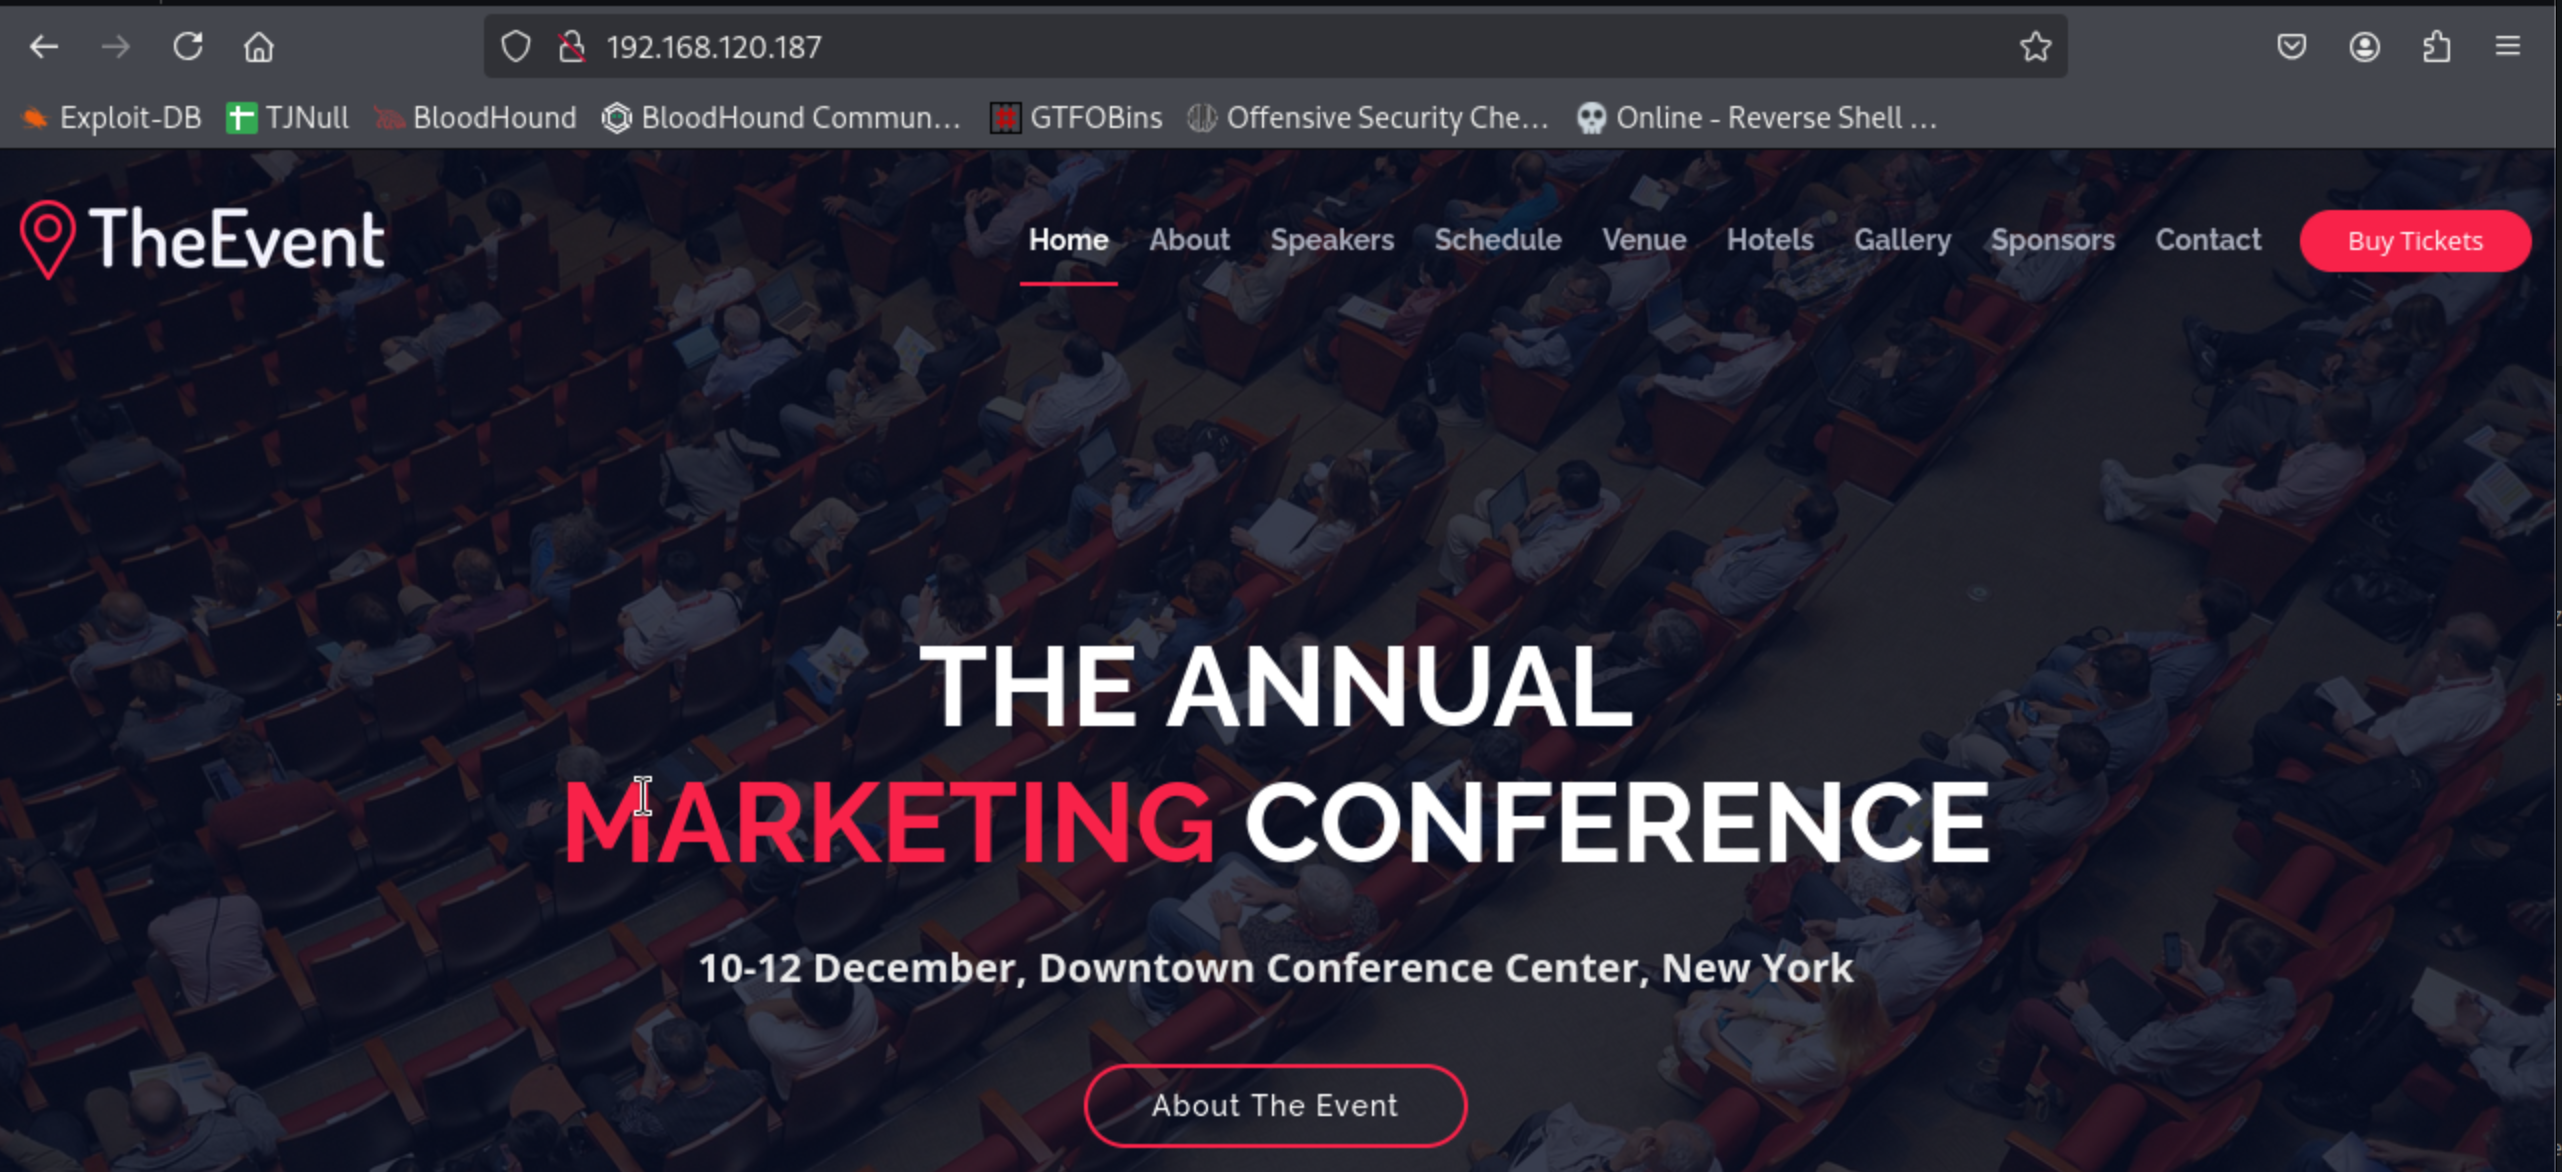 192.168.120.187
Exploit-DB TJNull BloodHound BloodHound Commun... GTFOBins Offensive Security Che... Online - Reverse Shell ...
TheEvent Home About Speakers Schedule Venue Hotels Gallery Sponsors Contact Buy Tickets
THE ANNUAL
MARKETING CONFERENCE
10-12 December, Downtown Conference Center, New York
About The Event